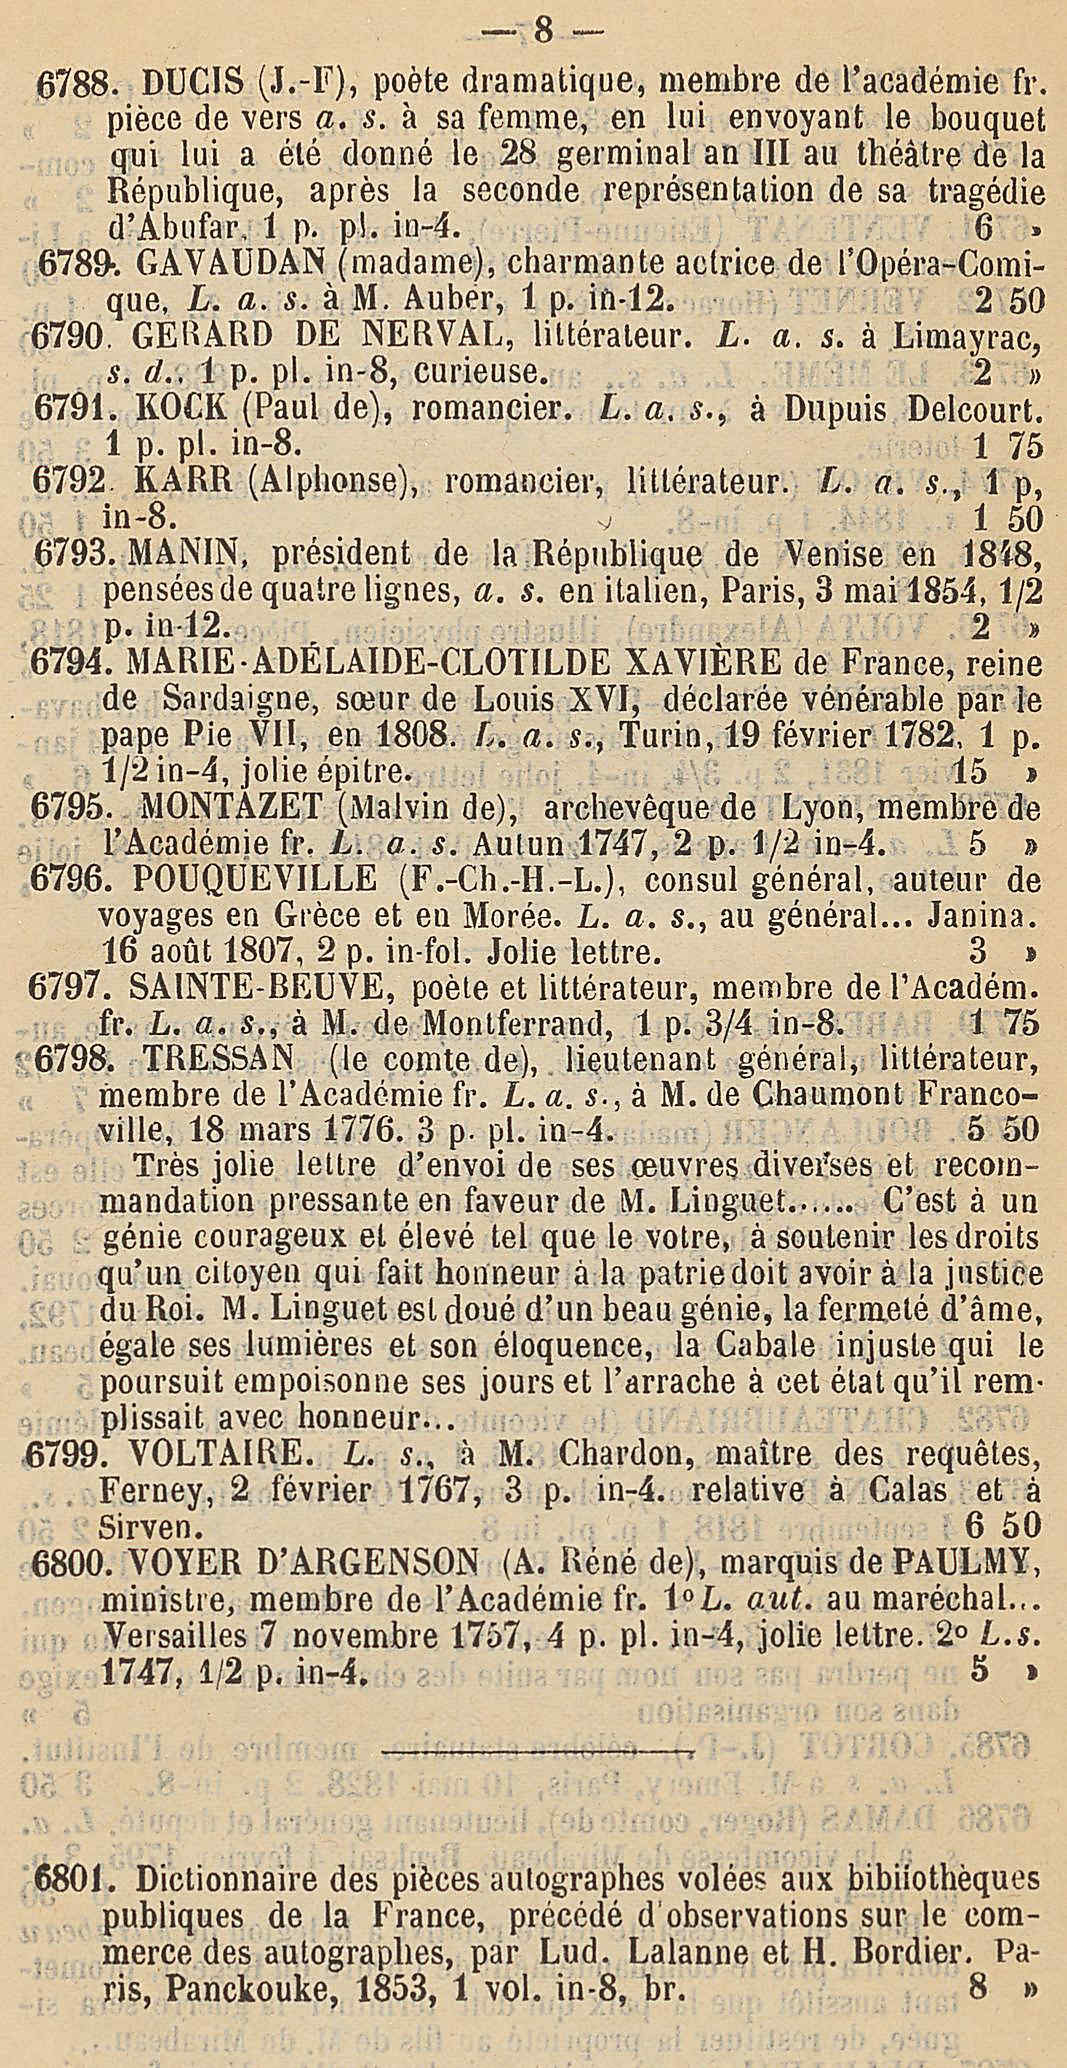 — 8 —
6788. DUCIS (J.-F), poète dramatique, membre de l'académie fr.
pièce de vers a. s. à sa femme, en lui envoyant le bouquet
qui lui a été donné le 28 germinal an III au théâtre de la
République, après la seconde représentation de sa tragédie
d'Abufar, 1 p. pl. in-4. 6 »
6789. GAVAUDAN (madame), charmante actrice de l'Opéra-Comi-
que, L. a. s. à M. Auber, 1 p. in-12. 2 50
6790. GERARD DE NERVAL, littérateur. L. a. s. à Limayrac,
s. d., 1 p. pl. in-8, curieuse. 2 »
6791. KOCK (Paul de), romancier. L. a. s., à Dupuis Delcourt.
1 p. pl. in-8. 1 75
6792. KARR (Alphonse), romancier, littérateur. L. a. s., 1 p,
in-8. 1 50
6793. MANIN, président de la République de Venise en 1848,
pensées de quatre lignes, a. s. en italien, Paris, 3 mai 1854, 1/2
p. in-12. 2 »
6794. MARIE-ADÉLAIDE-CLOTILDE XAVIÈRE de France, reine
de Sardaigne, sœur de Louis XVI, déclarée vénérable par le
pape Pie VII, en 1808. L. a. s., Turin, 19 février 1782, 1 p.
1/2 in-4, jolie épitre. 15 »
6795. MONTAZET (Malvin de), archevêque de Lyon, membre de
l'Académie fr. L. a. s. Autun 1747, 2 p. 1/2 in-4. 5 »
6796. POUQUEVILLE (F.-Ch.-H.-L.), consul général, auteur de
voyages en Grèce et en Morée. L. a. s., au général... Janina.
16 août 1807, 2 p. in-fol. Jolie lettre. 3 »
6797. SAINTE-BEUVE, poète et littérateur, membre de l'Académ.
fr. L. a. s., à M. de Montferrand, 1 p. 3/4 in-8. 1 75
6798. TRESSAN (le comte de), lieutenant général, littérateur,
membre de l'Académie fr. L. a. s., à M. de Chaumont Franco-
ville, 18 mars 1776. 3 p. pl. in-4. 5 50
Très jolie lettre d'envoi de ses œuvres diverses et recom-
mandation pressante en faveur de M. Linguet...... C'est à un
génie courageux et élevé tel que le votre, à soutenir les droits
qu'un citoyen qui fait honneur à la patrie doit avoir à la justice
du Roi. M. Linguet est doué d'un beau génie, la fermeté d'âme,
égale ses lumières et son éloquence, la Cabale injuste qui le
poursuit empoisonne ses jours et l'arrache à cet état qu'il rem-
plissait avec honneur...
6799. VOLTAIRE. L. s., à M. Chardon, maître des requêtes,
Ferney, 2 février 1767, 3 p. in-4. relative à Calas et à
Sirven. 6 50
6800. VOYER D'ARGENSON (A. Réné de), marquis de PAULMY,
ministre, membre de l'Académie fr. 1º L. aut. au maréchal...
Versailles 7 novembre 1757, 4 p. pl. in-4, jolie lettre. 2º L. s.
1747, 1/2 p. in-4. 5 »
6801. Dictionnaire des pièces autographes volées aux bibliothèques
publiques de la France, précédé d'observations sur le com-
merce des autographes, par Lud. Lalanne et H. Bordier. Pa-
ris, Panckouke, 1853, 1 vol. in-8, br. 8 »